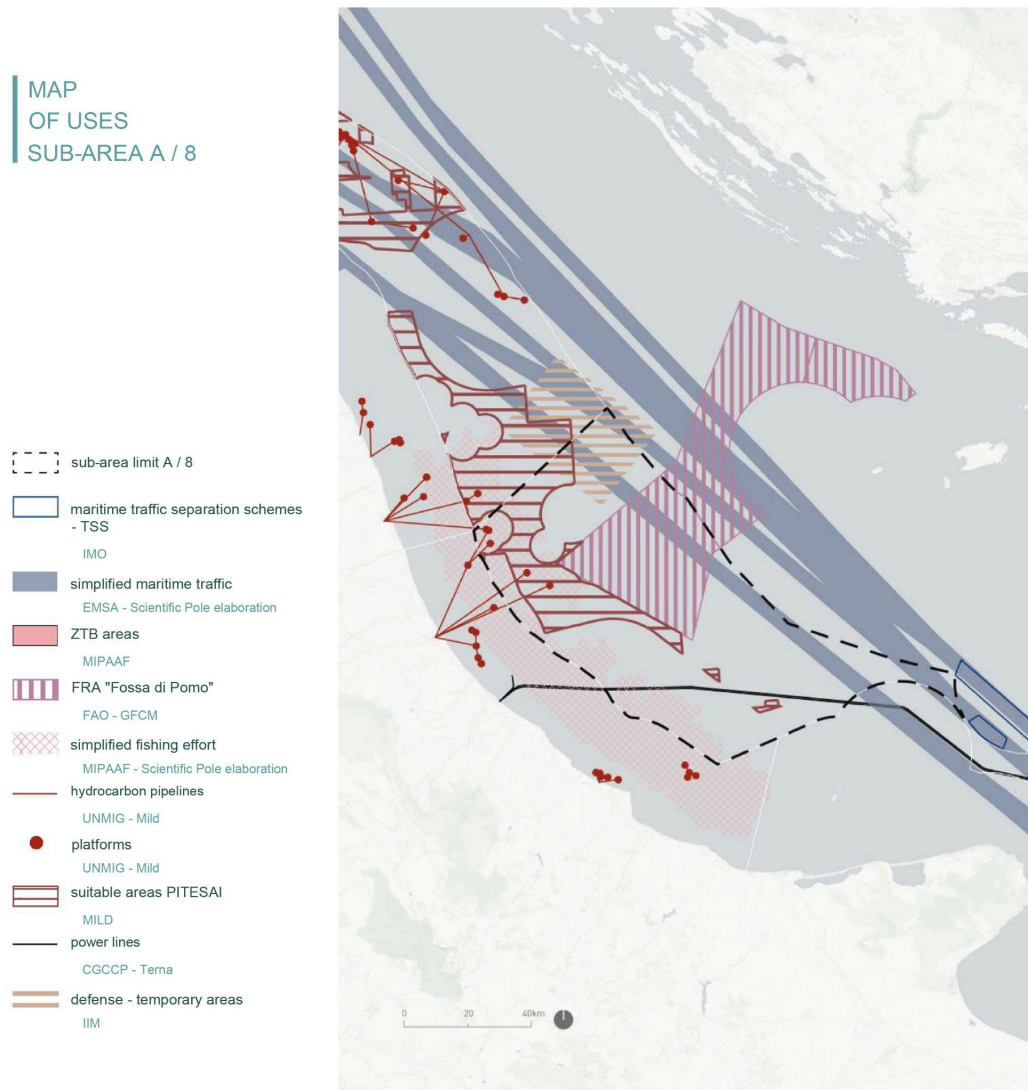 MAP
OF USES
SUB-AREA A / 8
sub-area limit A / 8
maritime traffic separation schemes
- TSS
IMO
simplified maritime traffic
EMSA - Scientific Pole elaboration
ZTB areas
MIPAAF
FRA "Fossa di Pomo"
FAO - GFCM
simplified fishing effort
MIPAAF - Scientific Pole elaboration
hydrocarbon pipelines
UNMIG - Mild
platforms
UNMIG - Mild
suitable areas PITESAI
MILD
power lines
CGCCP - Terna
defense - temporary areas
IIM
0 20 40km